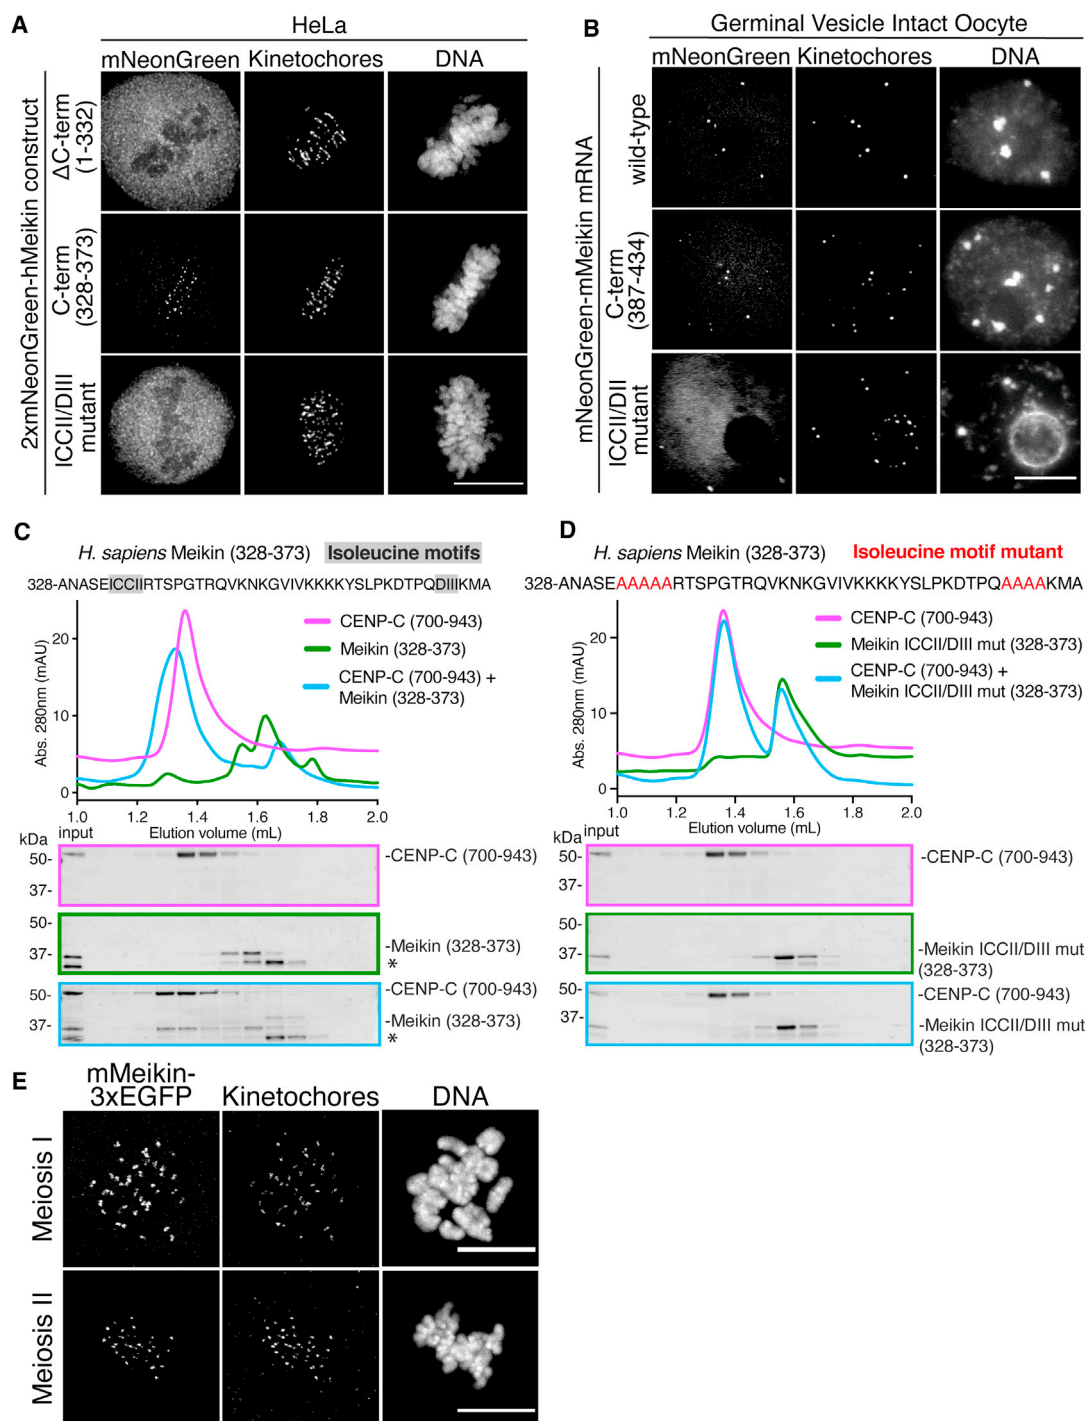 A
HeLa
mNeonGreen Kinetochores DNA
2xmNeonGreen-hMeikin construct
ΔC-term
(1-332)
C-term
(328-373)
ICCII/DIII
mutant
B
Germinal Vesicle Intact Oocyte
mNeonGreen Kinetochores DNA
mNeonGreen-mMeikin mRNA
wild-type
C-term
(387-434)
ICCII/DII
mutant
C
H. sapiens Meikin (328-373) Isoleucine motifs
328-ANASEICCIIRTSPGTRQVKNKGVIVKKKKYSLPKDTPQDIIIKMA
CENP-C (700-943)
Meikin (328-373)
CENP-C (700-943) +
Meikin (328-373)
Abs. 280nm (mAU)
20
10
0
1.0 1.2 1.4 1.6 1.8 2.0
Elution volume (mL)
kDa
input
50-
37-
-CENP-C (700-943)
50-
37-
-Meikin (328-373)
*
50-
37-
-CENP-C (700-943)
-Meikin (328-373)
*
D
H. sapiens Meikin (328-373) Isoleucine motif mutant
328-ANASEAAAAARTSPGTRQVKNKGVIVKKKKYSLPKDTPQAAAAKMA
CENP-C (700-943)
Meikin ICCII/DIII mut (328-373)
CENP-C (700-943) +
Meikin ICCII/DIII mut (328-373)
Abs. 280nm (mAU)
20
10
0
1.0 1.2 1.4 1.6 1.8 2.0
Elution volume (mL)
kDa
input
50-
37-
-CENP-C (700-943)
50-
37-
-Meikin ICCII/DIII mut
(328-373)
50-
37-
-CENP-C (700-943)
-Meikin ICCII/DIII mut
(328-373)
E
mMeikin-
3xEGFP Kinetochores DNA
Meiosis I
Meiosis II